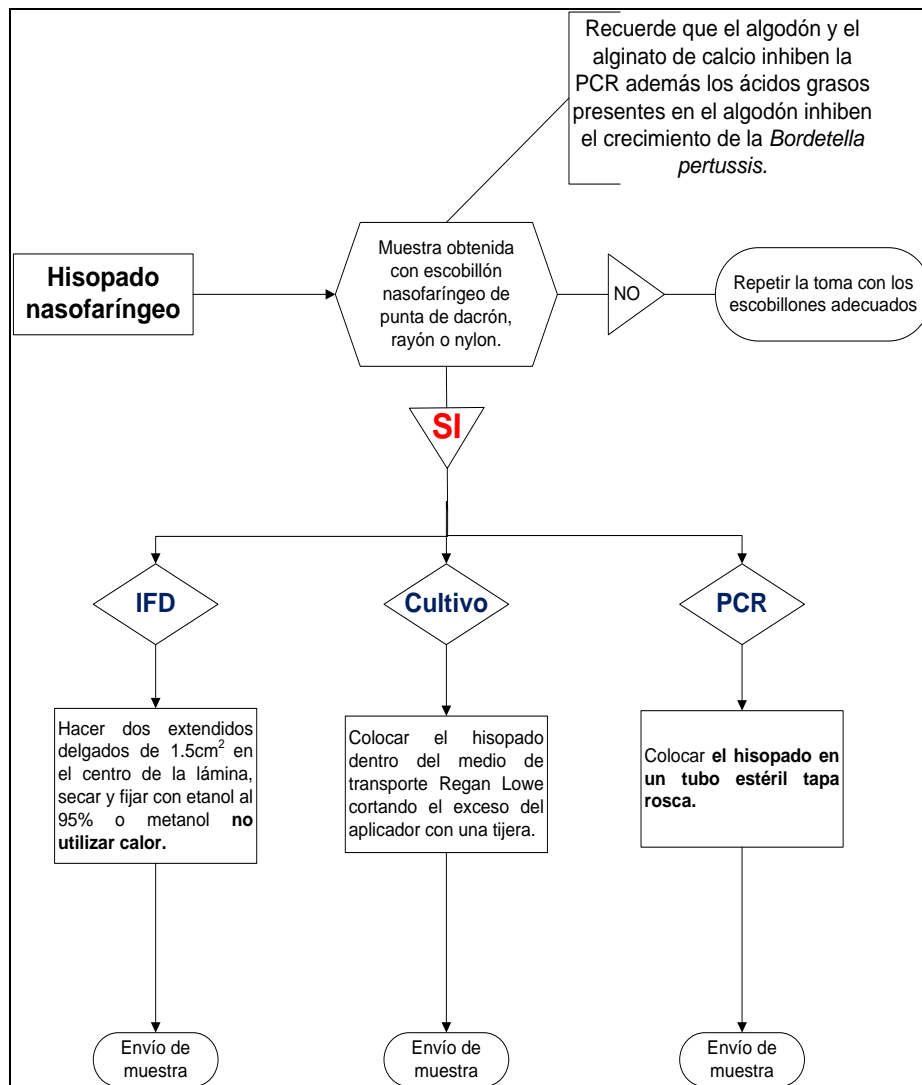 Recuerde que el algodón y el
alginato de calcio inhiben la
PCR además los ácidos grasos
presentes en el algodón inhiben
el crecimiento de la Bordetella
pertussis.
Hisopado
nasofaríngeo
Muestra obtenida
con escobillón
nasofaríngeo de
punta de dacrón,
rayón o nylon.
NO
Repetir la toma con los
escobillones adecuados
SI
IFD
Cultivo
PCR
Hacer dos extendidos
delgados de 1.5cm² en
el centro de la lámina,
secar y fijar con etanol al
95% o metanol no
utilizar calor.
Colocar el hisopado
dentro del medio de
transporte Regan Lowe
cortando el exceso del
aplicador con una tijera.
Colocar el hisopado en
un tubo estéril tapa
rosca.
Envío de
muestra
Envío de
muestra
Envío de
muestra